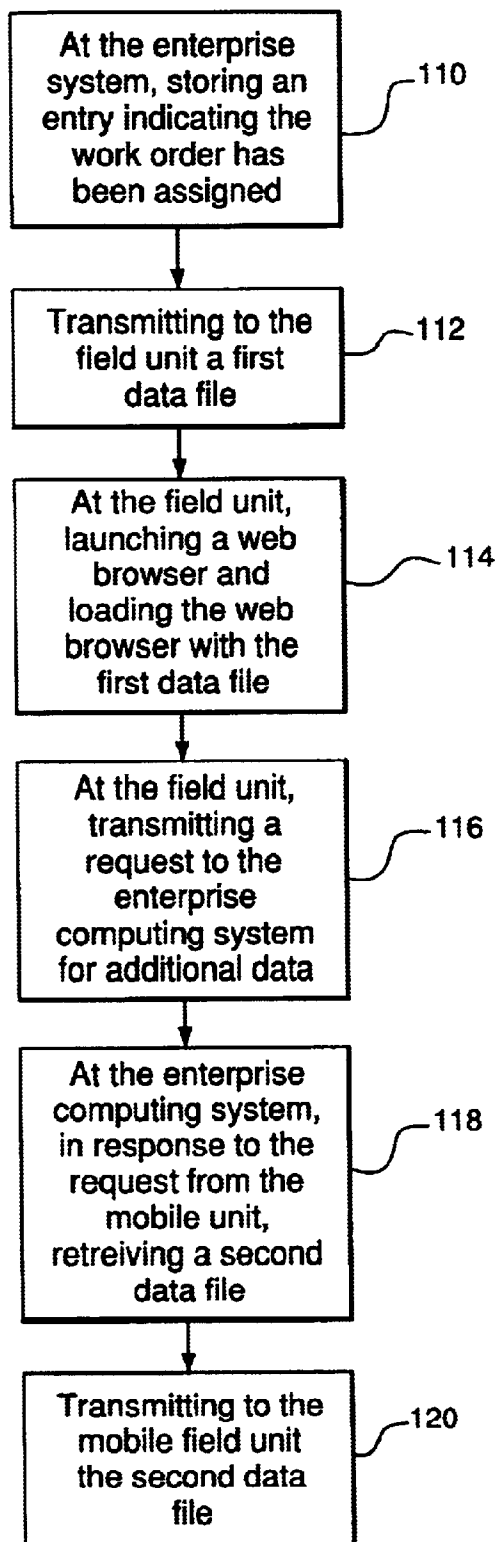 At the enterprise
system, storing an
entry indicating the
work order has
been assigned
110
Transmitting to the
field unit a first
data file
112
At the field unit,
launching a web
browser and
loading the web
browser with the
first data file
114
At the field unit,
transmitting a
request to the
enterprise
computing system
for additional data
116
At the enterprise
computing system,
in response to the
request from the
mobile unit,
retreiving a second
data file
118
Transmitting to the
mobile field unit
the second data
file
120